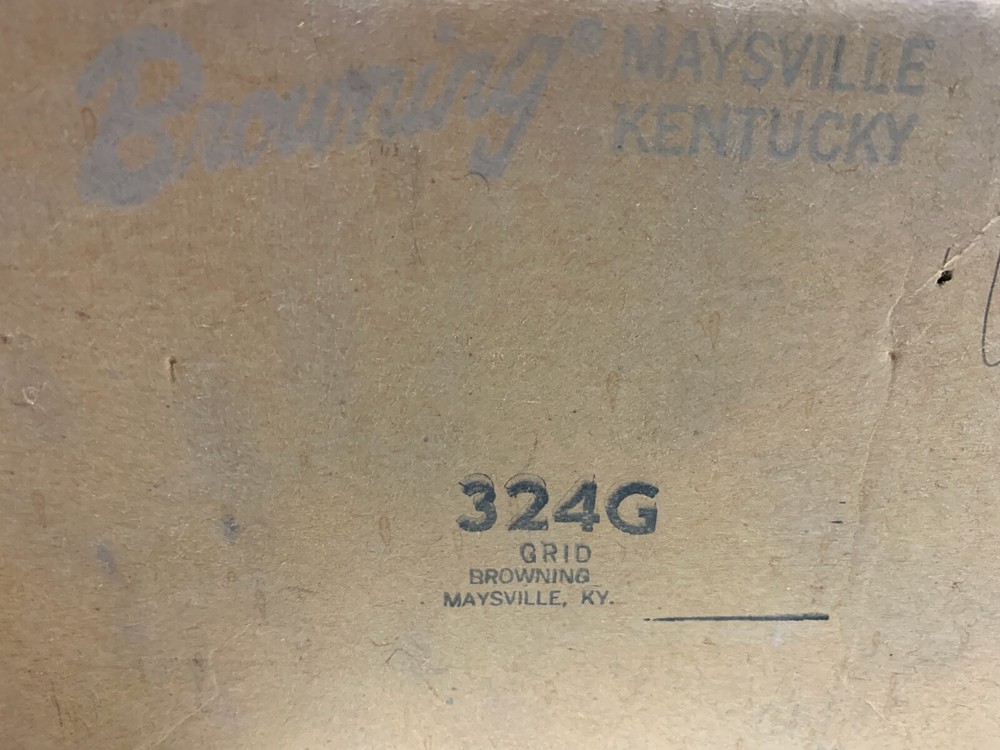 Browning® MAYSVILLE
KENTUCKY
324G
GRID
BROWNING
MAYSVILLE, KY.